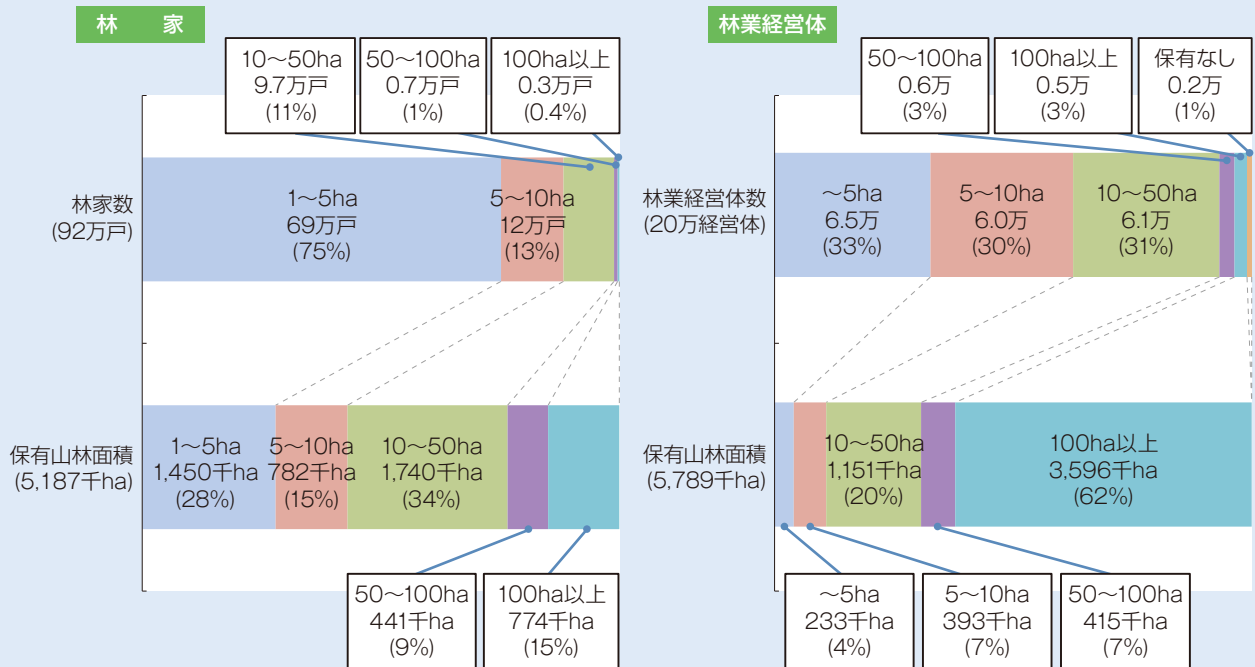 林　家
10～50ha
9.7万戸
(11%)
50～100ha
0.7万戸
(1%)
100ha以上
0.3万戸
(0.4%)
林家数
(92万戸)
1～5ha
69万戸
(75%)
5～10ha
12万戸
(13%)
保有山林面積
(5,187千ha)
1～5ha
1,450千ha
(28%)
5～10ha
782千ha
(15%)
10～50ha
1,740千ha
(34%)
50～100ha
441千ha
(9%)
100ha以上
774千ha
(15%)
林業経営体
50～100ha
0.6万
(3%)
100ha以上
0.5万
(3%)
保有なし
0.2万
(1%)
林業経営体数
(20万経営体)
～5ha
6.5万
(33%)
5～10ha
6.0万
(30%)
10～50ha
6.1万
(31%)
保有山林面積
(5,789千ha)
10～50ha
1,151千ha
(20%)
100ha以上
3,596千ha
(62%)
～5ha
233千ha
(4%)
5～10ha
393千ha
(7%)
50～100ha
415千ha
(7%)